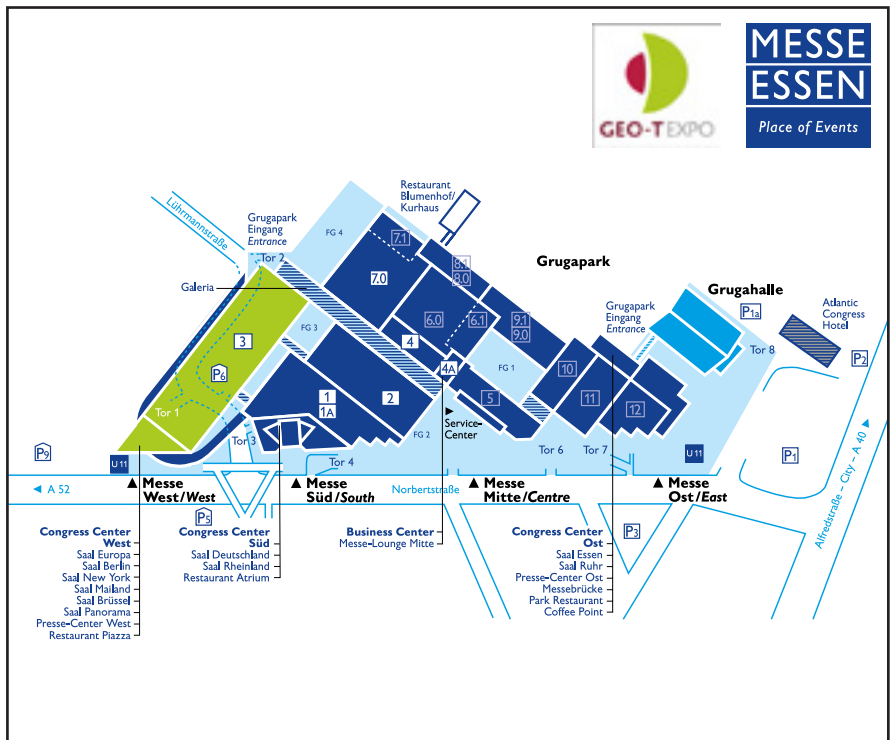 MESSE
ESSEN
Place of Events
GEO-T EXPO
Lührmannstraße
Grugapark
Eingang
Entrance
Tor 2
Galeria
Restaurant
Blumenhof/
Kurhaus
Grugapark
Grugahalle
Grugapark
Eingang
Entrance
Atlantic
Congress
Hotel
FG 4
7.1
8.1
8.0
7.0
P1a
P2
Tor 8
FG 3
3
4
6.0
6.1
9.1
9.0
P6
4A
FG 1
10
1
1A
2
5
11
12
Tor 1
Tor 3
Service-
Center
FG 2
Tor 4
Tor 6
Tor 7
P9
U 11
U 11
P1
A 52
Messe
West/West
Messe
Süd/South
Norbertstraße
Messe
Mitte/Centre
Messe
Ost/East
P5
P3
Alfredstraße – City – A 40
Congress Center
West
Saal Europa
Saal Berlin
Saal New York
Saal Mailand
Saal Brüssel
Saal Panorama
Presse-Center West
Restaurant Piazza
Congress Center
Süd
Saal Deutschland
Saal Rheinland
Restaurant Atrium
Business Center
Messe-Lounge Mitte
Congress Center
Ost
Saal Essen
Saal Ruhr
Presse-Center Ost
Messebrücke
Park Restaurant
Coffee Point